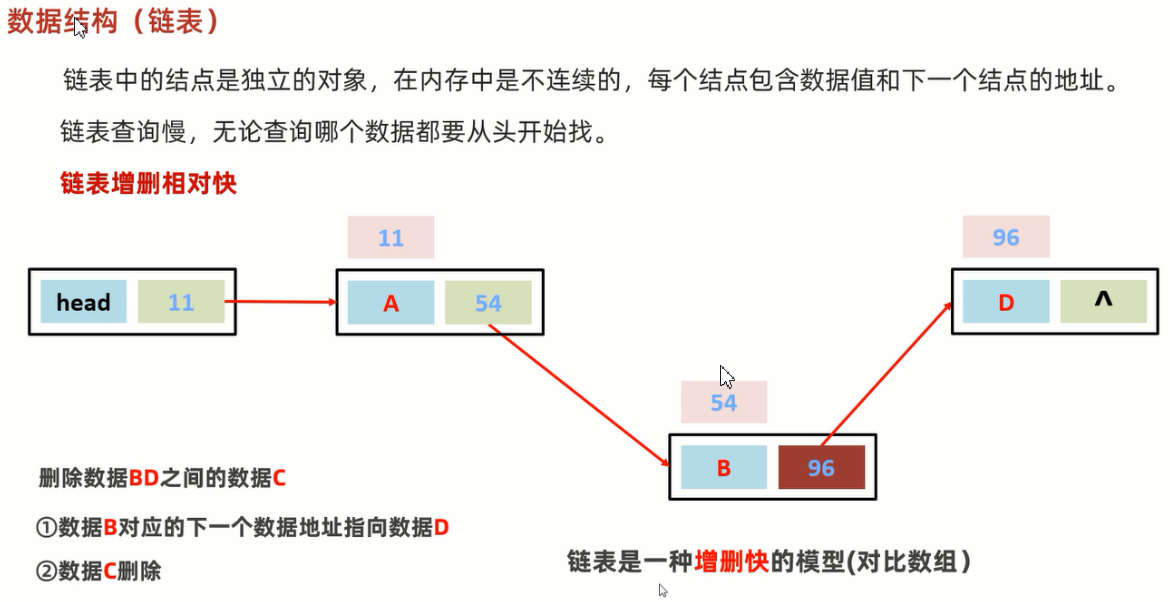 数据结构（链表）
链表中的结点是独立的对象，在内存中是不连续的，每个结点包含数据值和下一个结点的地址。
链表查询慢，无论查询哪个数据都要从头开始找。
链表增删相对快
11
96
head 11
A 54
D ^
54
B 96
删除数据BD之间的数据C
①数据B对应的下一个数据地址指向数据D
②数据C删除
链表是一种增删快的模型(对比数组）